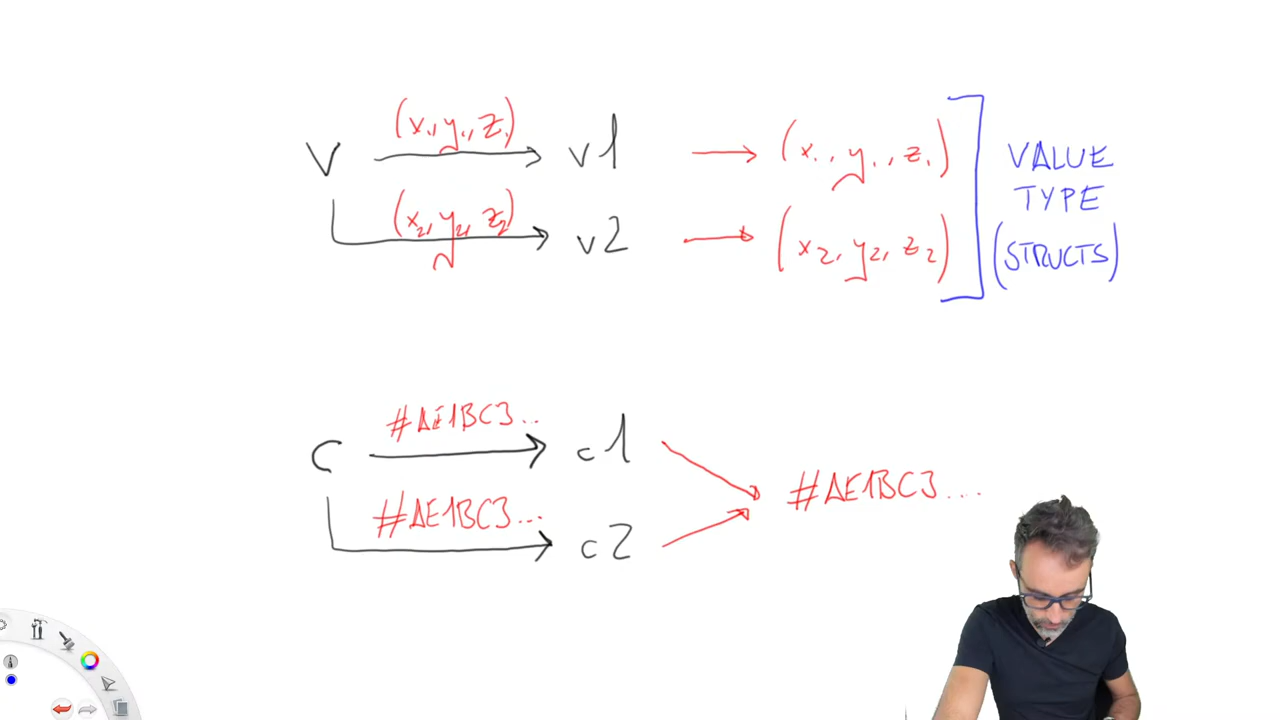 (x₁, y₁, z₁)
v v1 (x₁, y₁, z₁)
(x₂, y₂, z₂)
v2 (x₂, y₂, z₂)
VALUE
TYPE
(STRUCTS)
#AE1BC3...
c c1
#AE1BC3....
#AE1BC3...
c2